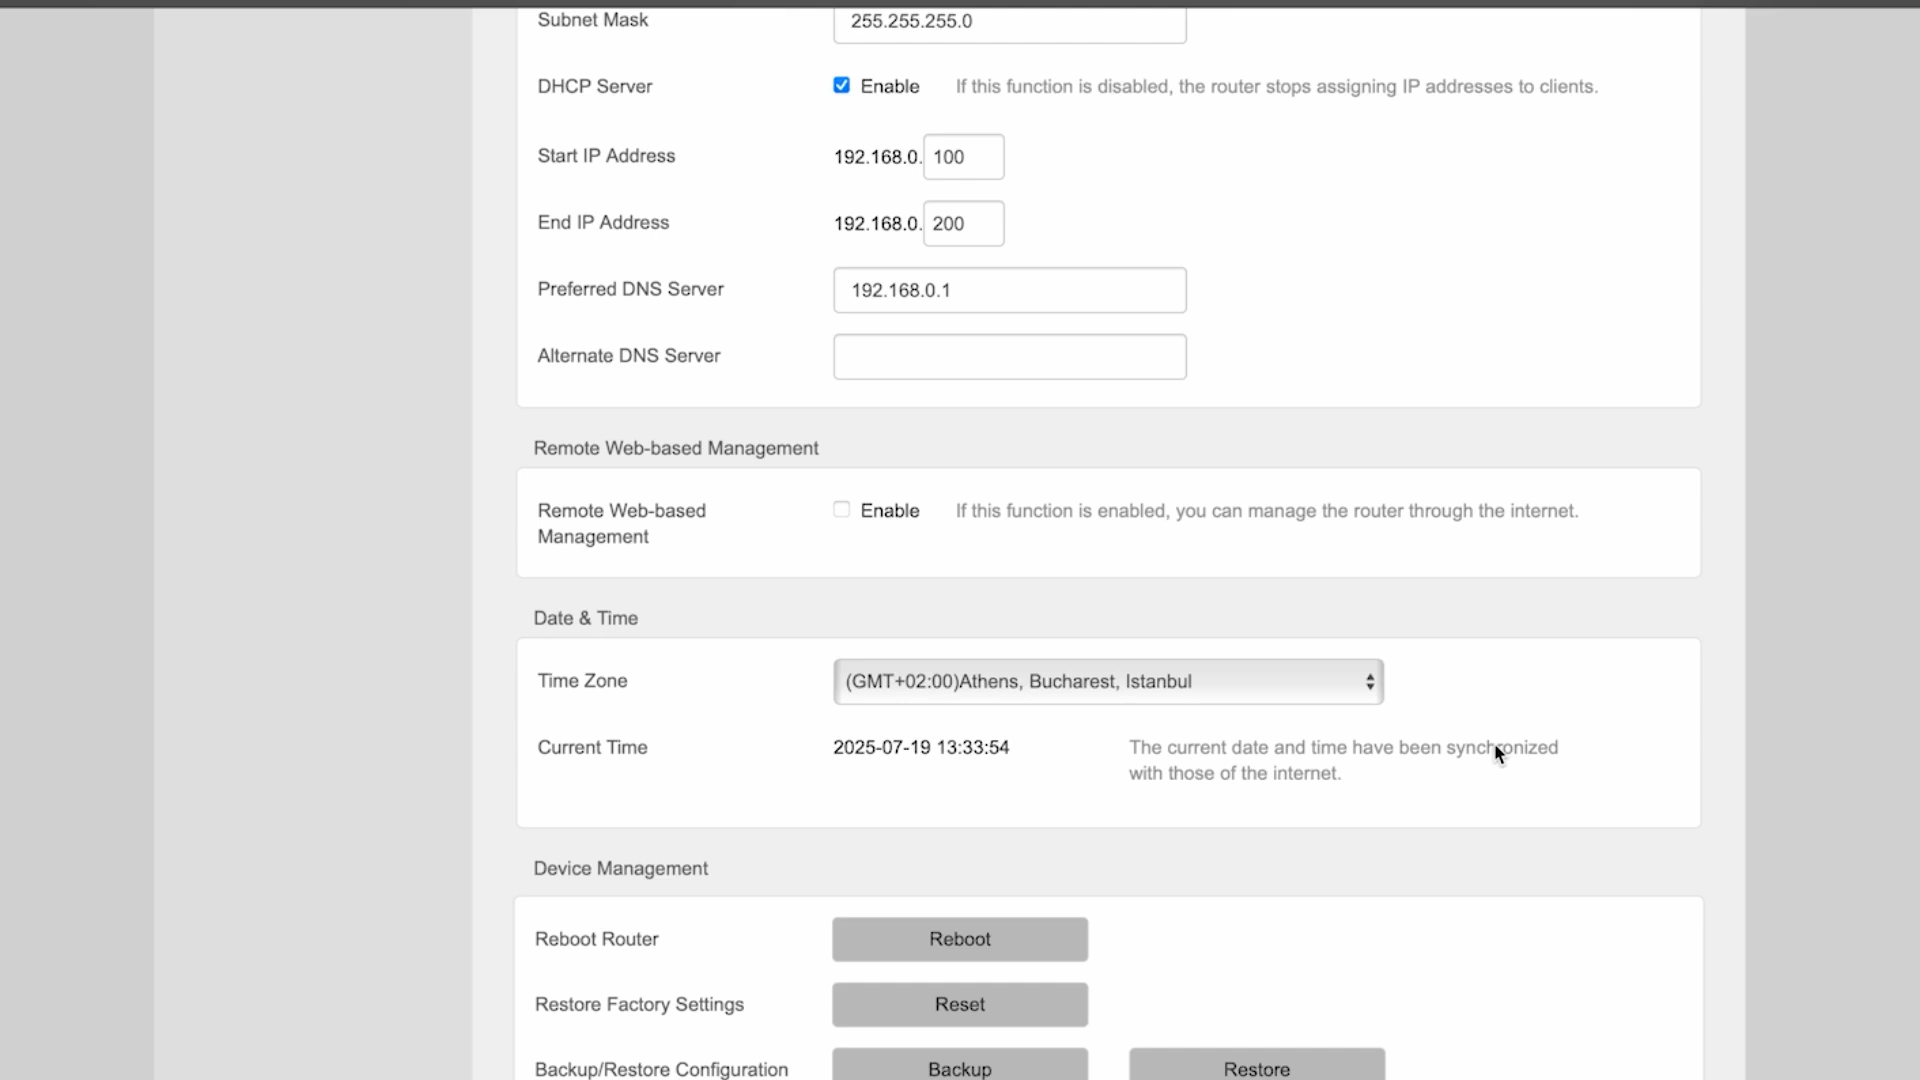 Subnet Mask 255.255.255.0
DHCP Server Enable If this function is disabled, the router stops assigning IP addresses to clients.
Start IP Address 192.168.0. 100
End IP Address 192.168.0. 200
Preferred DNS Server 192.168.0.1
Alternate DNS Server
Remote Web-based Management
Remote Web-based Enable If this function is enabled, you can manage the router through the internet.
Management
Date & Time
Time Zone (GMT+02:00)Athens, Bucharest, Istanbul
Current Time 2025-07-19 13:33:54 The current date and time have been synchronized
with those of the internet.
Device Management
Reboot Router Reboot
Restore Factory Settings Reset
Backup/Restore Configuration Backup Restore